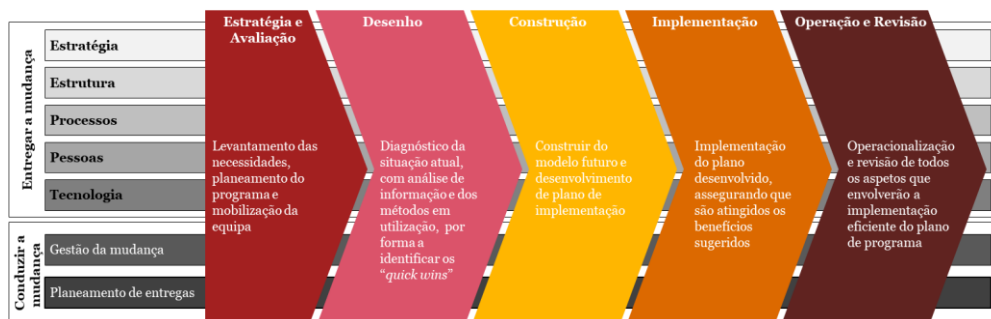 Estratégia e
Avaliação
Desenho
Construção
Implementação
Operação e Revisão
Entregar a mudança
Estratégia
Estrutura
Processos
Pessoas
Tecnologia
Conduzir a
mudança
Gestão da mudança
Planeamento de entregas
Levantamento das
necessidades,
planeamento do
programa e
mobilização da
equipa
Diagnóstico da
situação atual,
com análise de
informação e dos
métodos em
utilização, por
forma a
identificar os
“quick wins”
Construir do
modelo futuro e
desenvolvimento
de plano de
implementação
Implementação
do plano
desenvolvido,
assegurando que
são atingidos os
benefícios
sugeridos
Operacionalização
e revisão de todos
os aspetos que
envolverão a
implementação
eficiente do plano
de programa